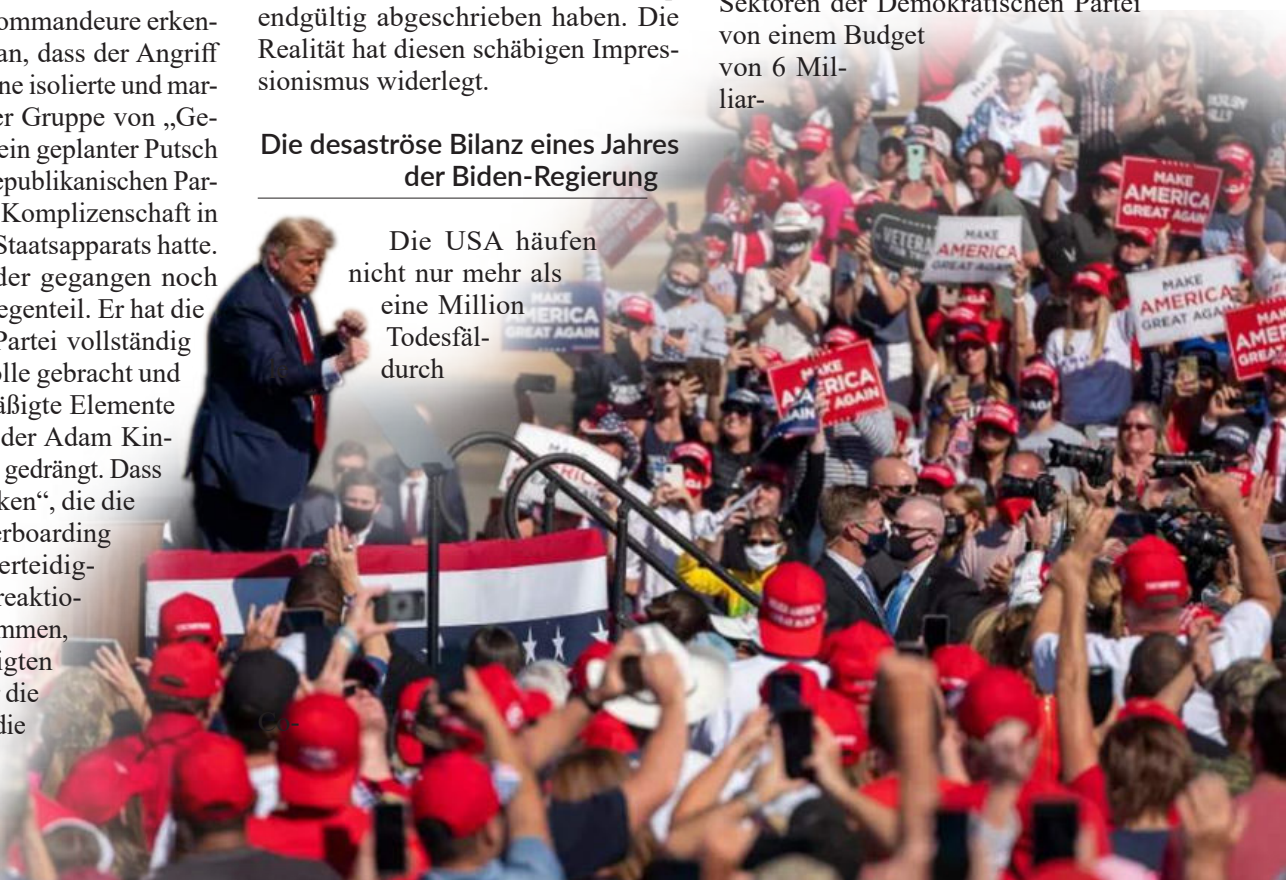 ommandeure erken-
an, dass der Angriff
ne isolierte und mar-
er Gruppe von „Ge-
ein geplanter Putsch
epublikanischen Par-
Komplizenschaft in
Staatsapparats hatte.
der gegangen noch
egenteil. Er hat die
Partei vollständig
olle gebracht und
äßigte Elemente
der Adam Kin-
gedrängt. Dass
ken“, die die
erboarding
erteidig-
reaktio-
mmen,
igten
die
die
endgültig abgeschrieben haben. Die
Realität hat diesen schäbigen Impres-
sionismus widerlegt.
Die desaströse Bilanz eines Jahres
der Biden-Regierung
Die USA häufen
nicht nur mehr als
eine Million
Todesfäl-
durch
Sektoren der Demokratischen Partei
von einem Budget
von 6 Mil-
liar-
MAKE
AMERICA
GREAT AGAIN
MAKE
AMERICA
GREAT AGAIN
MAKE
AMERICA
GREAT AGAIN
MAKE
AMERICA
GREAT AGAIN